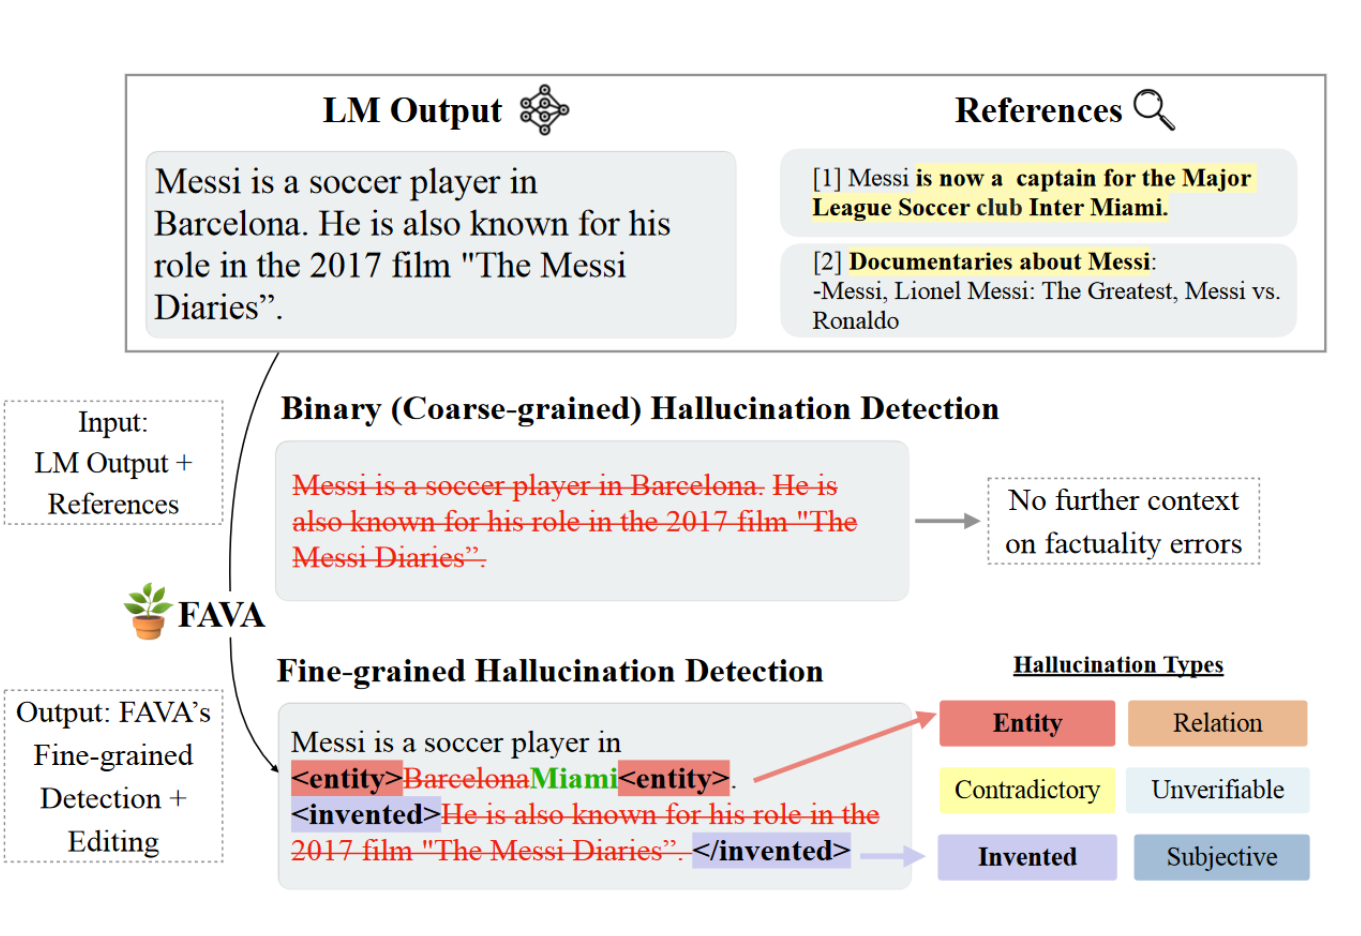 LM Output
References
Messi is a soccer player in
Barcelona. He is also known for his
role in the 2017 film "The Messi
Diaries”.
[1] Messi is now a captain for the Major
League Soccer club Inter Miami.
[2] Documentaries about Messi:
-Messi, Lionel Messi: The Greatest, Messi vs.
Ronaldo
Input:
LM Output +
References
Binary (Coarse-grained) Hallucination Detection
Messi is a soccer player in Barcelona. He is
also known for his role in the 2017 film "The
Messi Diaries”.
No further context
on factuality errors
FAVA
Output: FAVA’s
Fine-grained
Detection +
Editing
Fine-grained Hallucination Detection
Messi is a soccer player in
<entity>BarcelonaMiami<entity>.
<invented>He is also known for his role in the
2017 film "The Messi Diaries”. </invented>
Hallucination Types
Entity
Relation
Contradictory
Unverifiable
Invented
Subjective